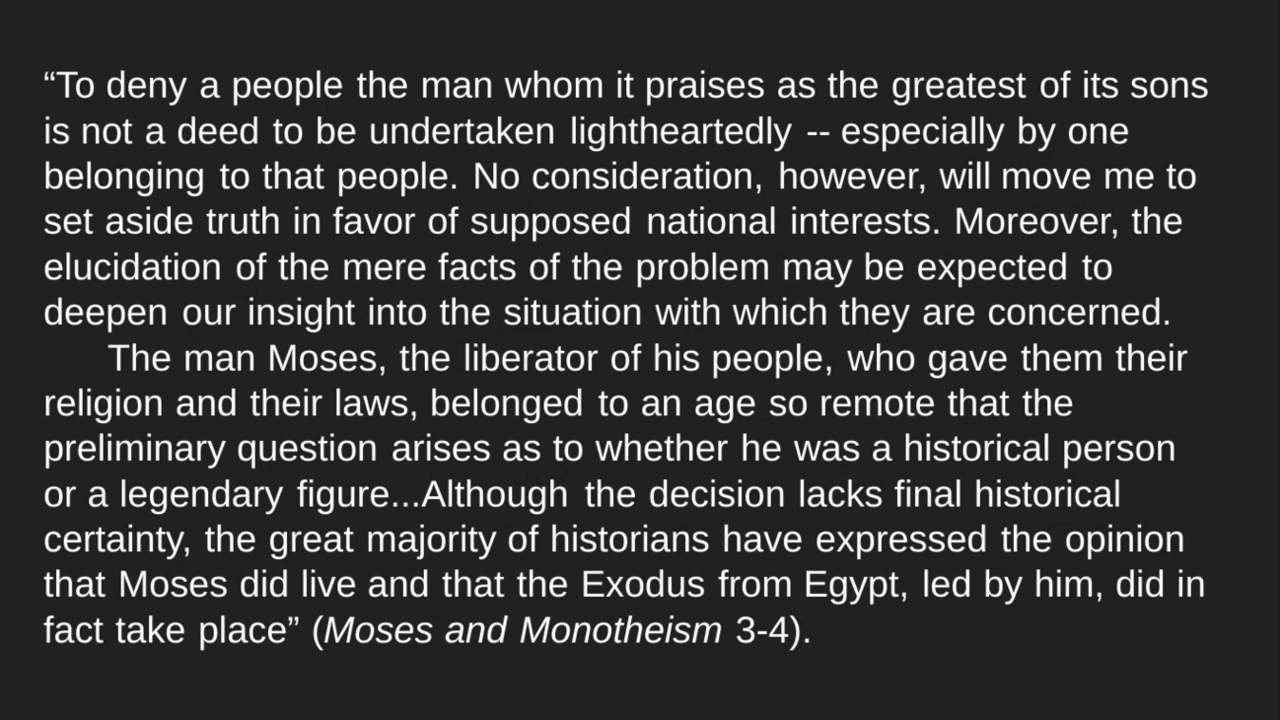 “To deny a people the man whom it praises as the greatest of its sons
is not a deed to be undertaken lightheartedly -- especially by one
belonging to that people. No consideration, however, will move me to
set aside truth in favor of supposed national interests. Moreover, the
elucidation of the mere facts of the problem may be expected to
deepen our insight into the situation with which they are concerned.
The man Moses, the liberator of his people, who gave them their
religion and their laws, belonged to an age so remote that the
preliminary question arises as to whether he was a historical person
or a legendary figure...Although the decision lacks final historical
certainty, the great majority of historians have expressed the opinion
that Moses did live and that the Exodus from Egypt, led by him, did in
fact take place” (Moses and Monotheism 3-4).